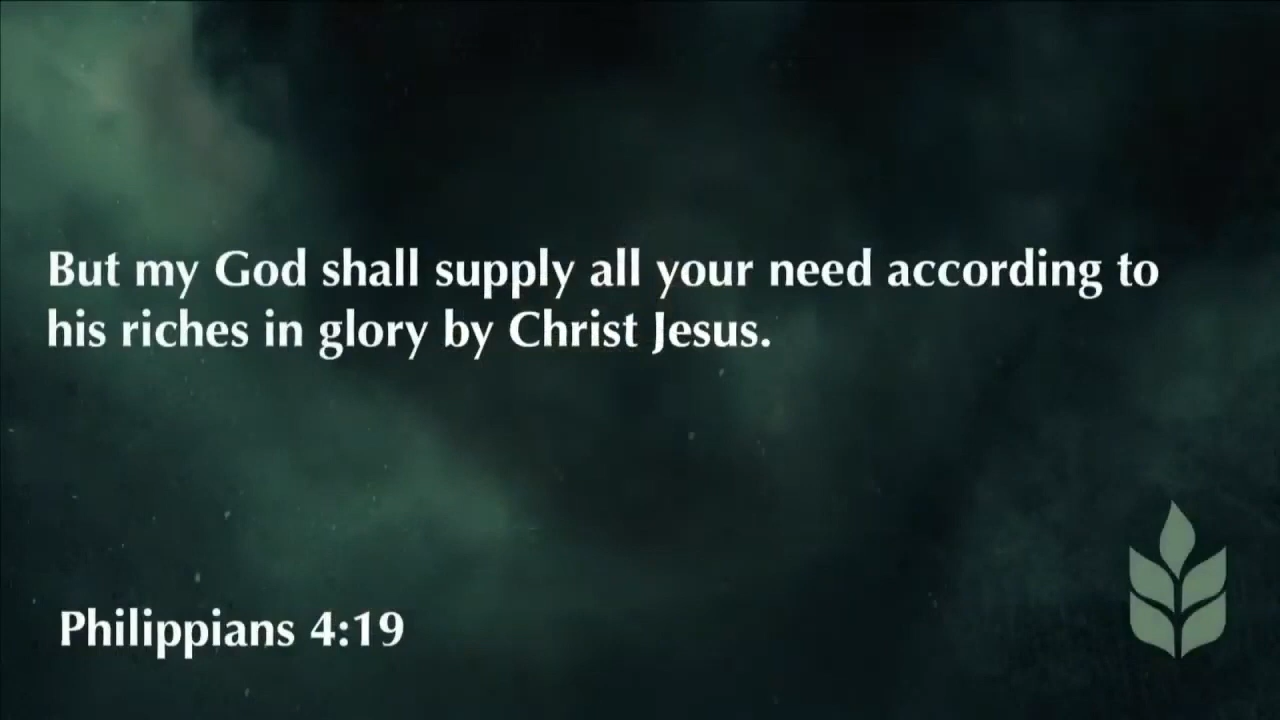 But my God shall supply all your need according to
his riches in glory by Christ Jesus.
Philippians 4:19